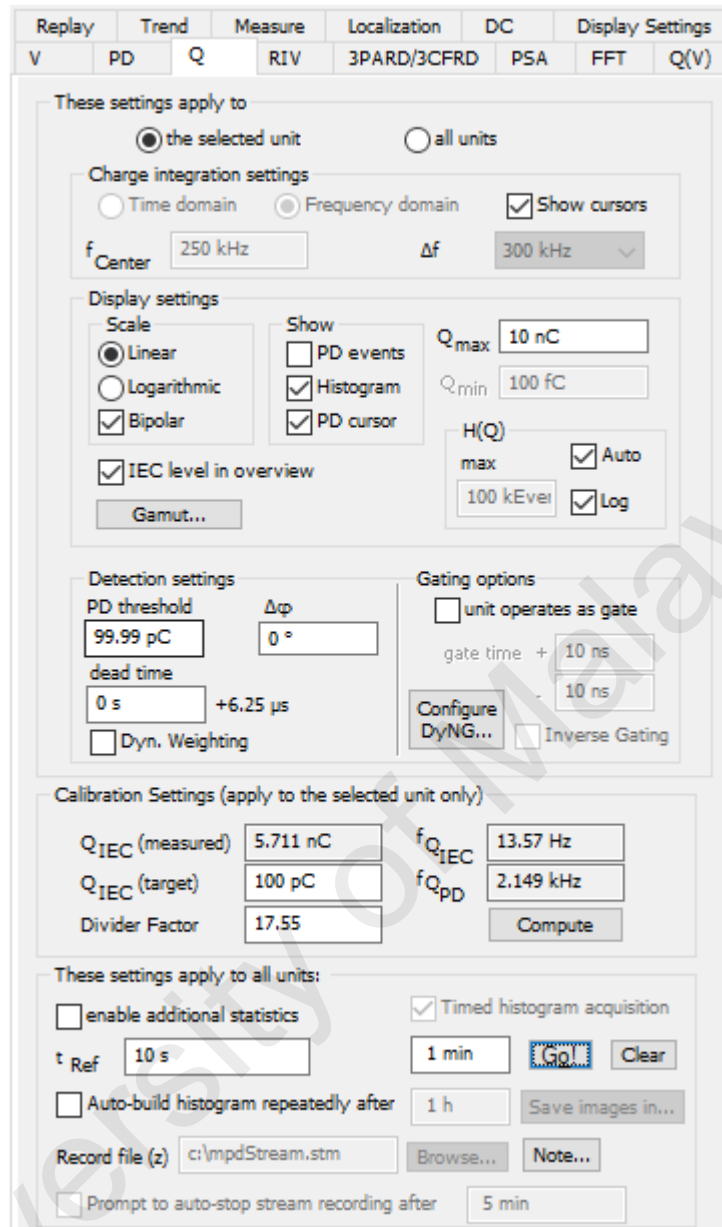 Replay Trend Measure Localization DC Display Settings
V PD Q RIV 3PARD/3CFRD PSA FFT Q(V)
These settings apply to
the selected unit all units
Charge integration settings
Time domain Frequency domain Show cursors
f Center 250 kHz Δf 300 kHz
Display settings
Scale Show
Linear PD events Qmax 10 nC
Logarithmic Histogram Qmin 100 fC
Bipolar PD cursor H(Q)
max Auto
IEC level in overview
100 kEver Log
Gamut...
Detection settings Gating options
PD threshold Δφ unit operates as gate
99.99 pC 0 °
gate time + 10 ns
dead time
0 s +6.25 µs - 10 ns
Configure DyNG...
Dyn. Weighting Inverse Gating
Calibration Settings (apply to the selected unit only)
QIEC (measured) 5.711 nC fQIEC 13.57 Hz
QIEC (target) 100 pC fQPD 2.149 kHz
Divider Factor 17.55 Compute
These settings apply to all units:
enable additional statistics Timed histogram acquisition
t Ref 10 s 1 min Go! Clear
Auto-build histogram repeatedly after 1 h Save images in...
Record file (z) c:\mpdStream.stm Browse... Note...
Prompt to auto-stop stream recording after 5 min
ersity of Malay